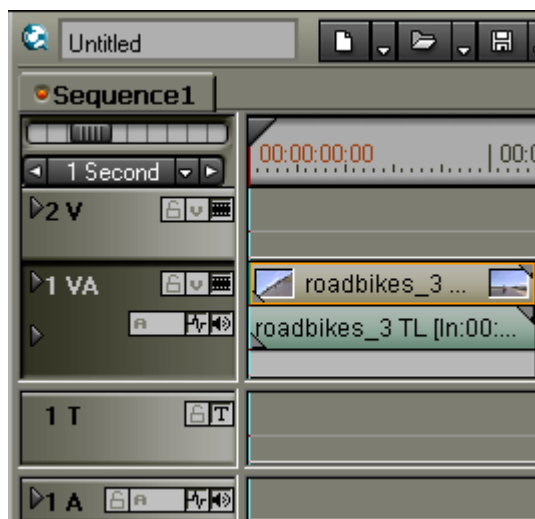 Untitled
Sequence1
00:00:00:00 00:0
1 Second
2 V
1 VA
roadbikes_3 ...
A
roadbikes_3 TL [In:00:...
1 T
T
1 A A